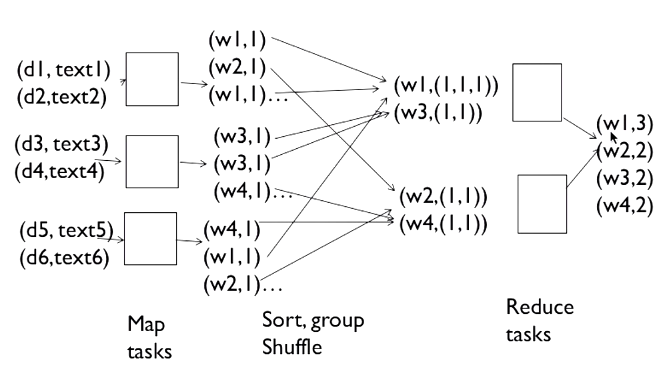 (d1, text1)
(d2,text2)
(d3, text3)
(d4,text4)
(d5, text5)
(d6,text6)
(w1,1)
(w2,1)
(w1,1)...
(w3,1)
(w3,1)
(w4,1)...
(w4,1)
(w1,1)
(w2,1)...
(w1,(1,1,1))
(w3,(1,1))
(w2,(1,1))
(w4,(1,1))
(w1,3)
(w2,2)
(w3,2)
(w4,2)
Map
tasks
Sort, group
Shuffle
Reduce
tasks